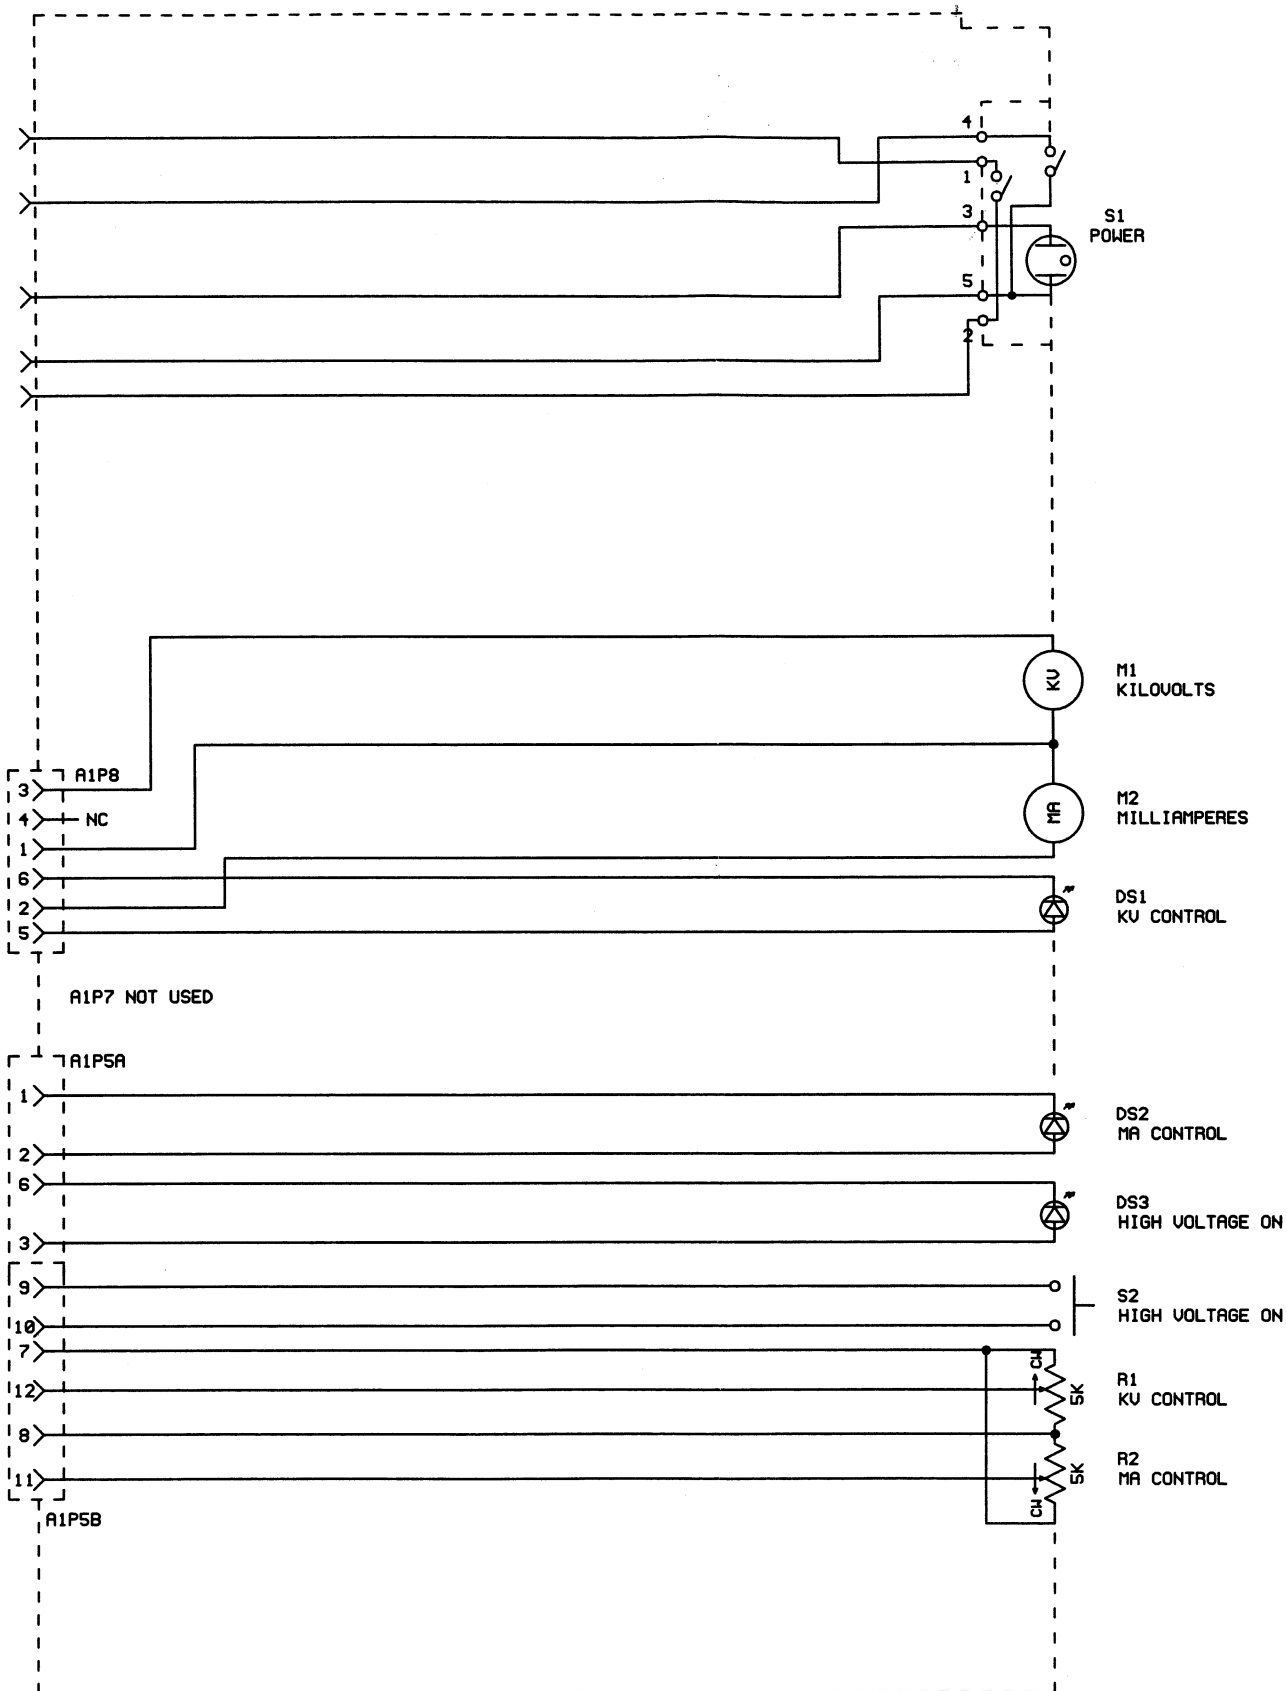 4
1
3
S1
POWER
5
2
KV
M1
KILOVOLTS
A1P8
3
4 NC
1
6
2
5
MA
M2
MILLIAMPERES
DS1
KV CONTROL
A1P7 NOT USED
A1P5A
1
2
6
3
DS2
MA CONTROL
DS3
HIGH VOLTAGE ON
9
10
7
12
8
11
S2
HIGH VOLTAGE ON
CW
5K
R1
KV CONTROL
CW
5K
R2
MA CONTROL
A1P5B